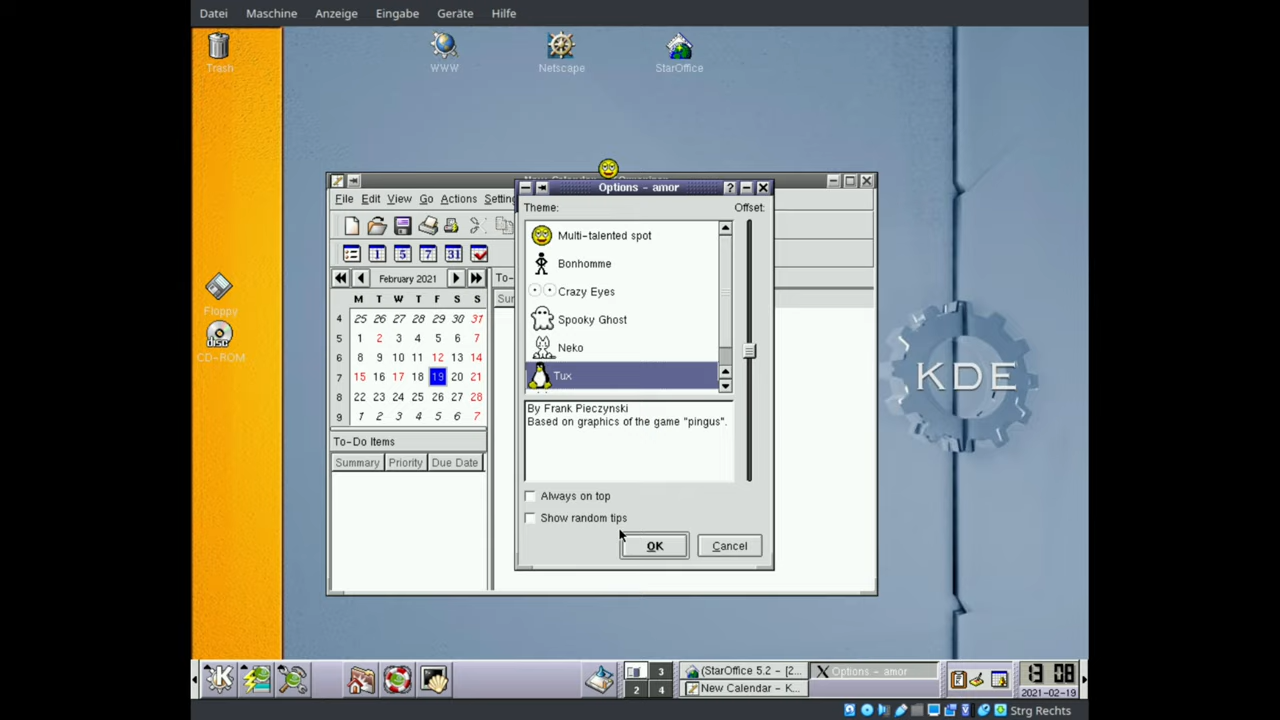 Datei Maschine Anzeige Eingabe Geräte Hilfe
Trash
WWW
Netscape
StarOffice
Floppy
CD-ROM
KDE
File Edit View Go Actions
February 2021
M T W T F S S
4 25 26 27 28 29 30 31
5 1 2 3 4 5 6 7
6 8 9 10 11 12 13 14
7 15 16 17 18 19 20 21
8 22 23 24 25 26 27 28
9 1 2 3 4 5 6 7
To-Do Items
Summary Priority Due Date
Options - amor
Theme: Offset:
Multi-talented spot
Bonhomme
Crazy Eyes
Spooky Ghost
Neko
Tux
By Frank Pieczynski
Based on graphics of the game "pingus".
Always on top
Show random tips
OK Cancel
3
2 4
(StarOffice 5.2 - [2...
New Calendar - K...
Options - amor
13 08
2021-02-19
Strg Rechts